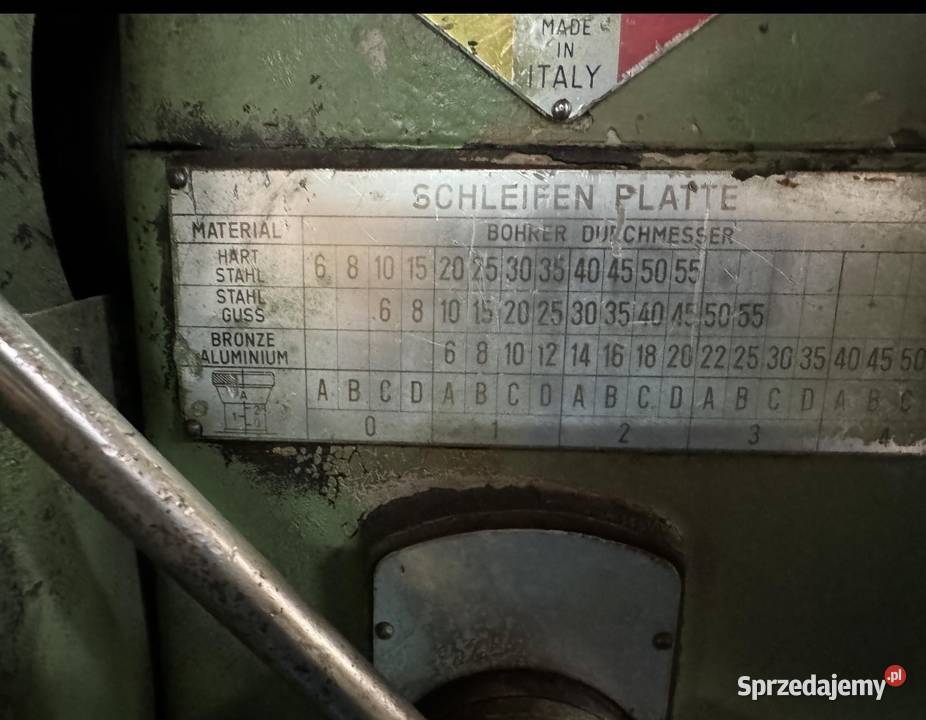 MADE
IN
ITALY
SCHLEIFEN PLATTE
MATERIAL BOHRER DURCHMESSER
HART STAHL 6 8 10 15 20 25 30 35 40 45 50 55
STAHL GUSS 6 8 10 15 20 25 30 35 40 45 50 55
BRONZE ALUMINIUM 6 8 10 12 14 16 18 20 22 25 30 35 40 45 50
A B C D A B C D A B C D A B C D A B C
A
0 1 2 3 4
Sprzedajemy.pl